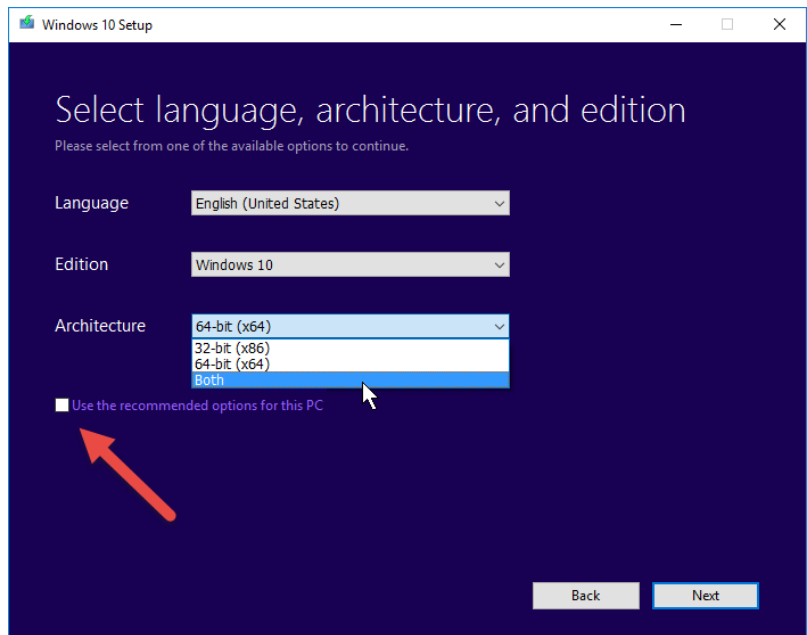 Windows 10 Setup
Select language, architecture, and edition
Please select from one of the available options to continue.
Language
English (United States)
Edition
Windows 10
Architecture
64-bit (x64)
32-bit (x86)
64-bit (x64)
Both
Use the recommended options for this PC
Back
Next